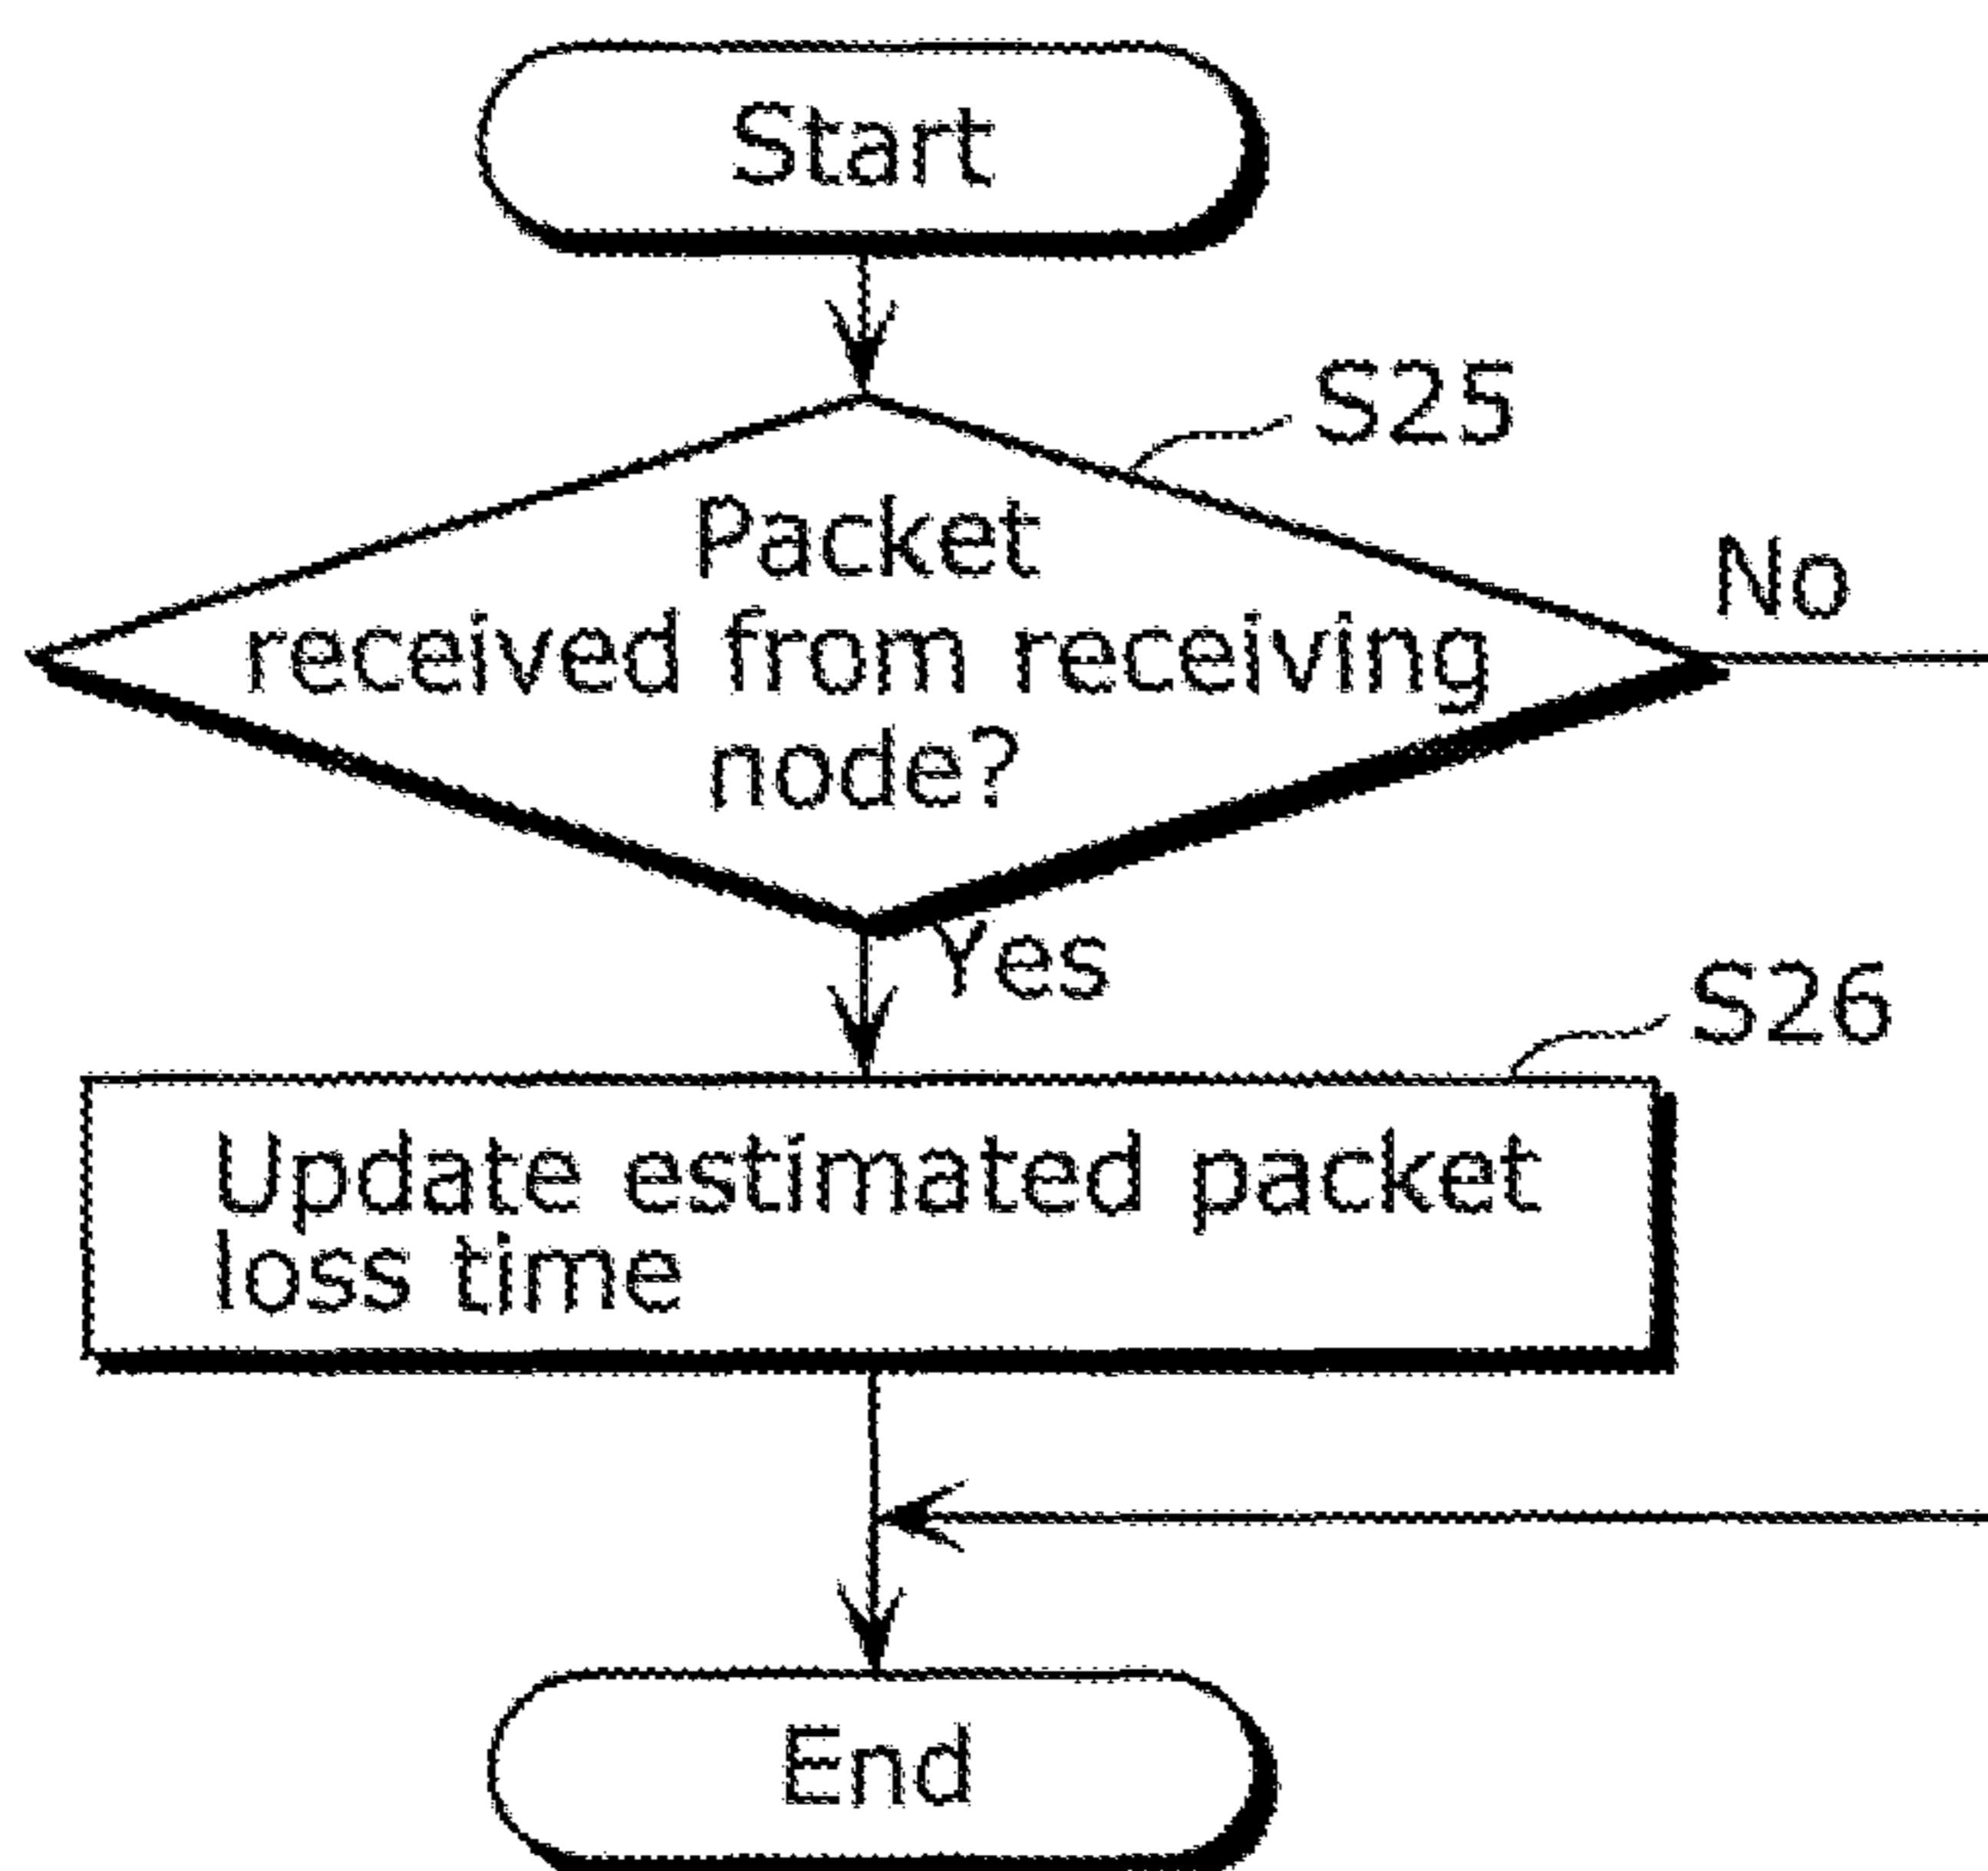 Start
S25
Packet
received from receiving
node?
No
Yes
S26
Update estimated packet
loss time
End